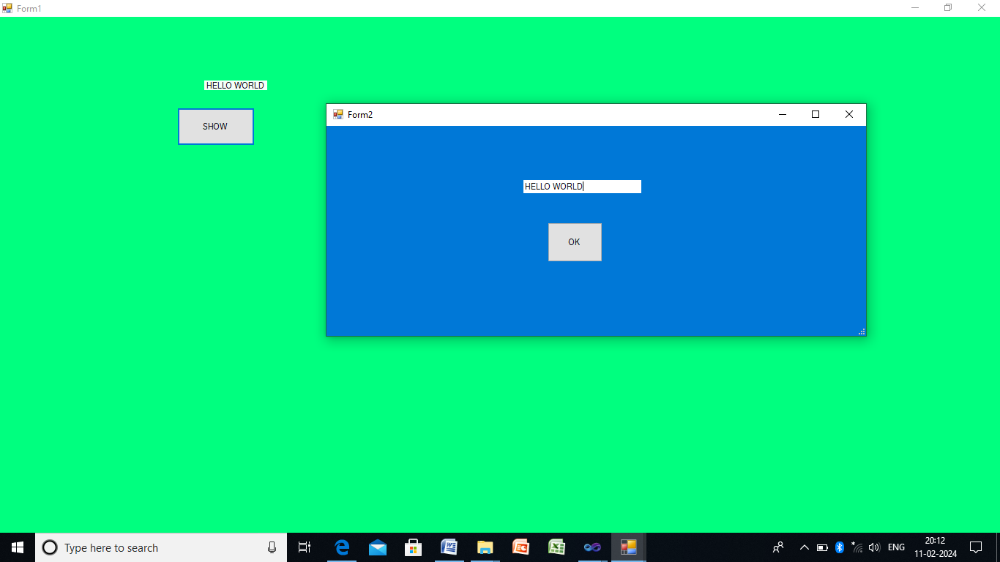 Form1
HELLO WORLD
SHOW
Form2
HELLO WORLD
OK
Type here to search
ENG
20:12
11-02-2024